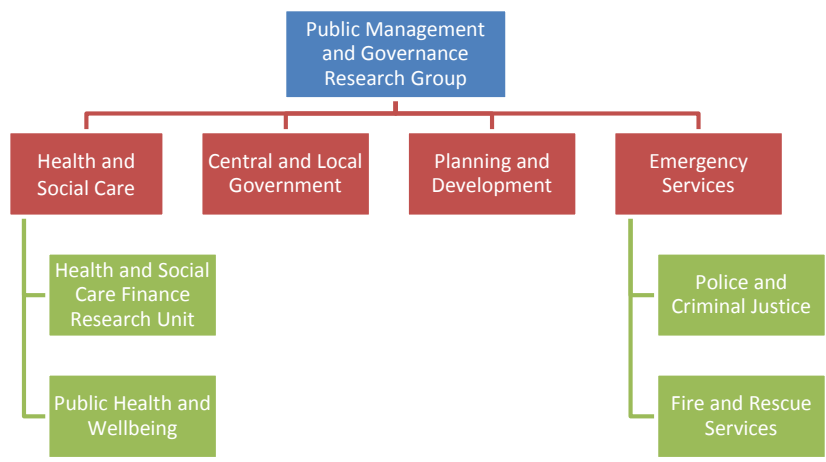 Public Management
and Governance
Research Group
Health and
Social Care
Central and Local
Government
Planning and
Development
Emergency
Services
Health and Social
Care Finance
Research Unit
Police and
Criminal Justice
Public Health and
Wellbeing
Fire and Rescue
Services